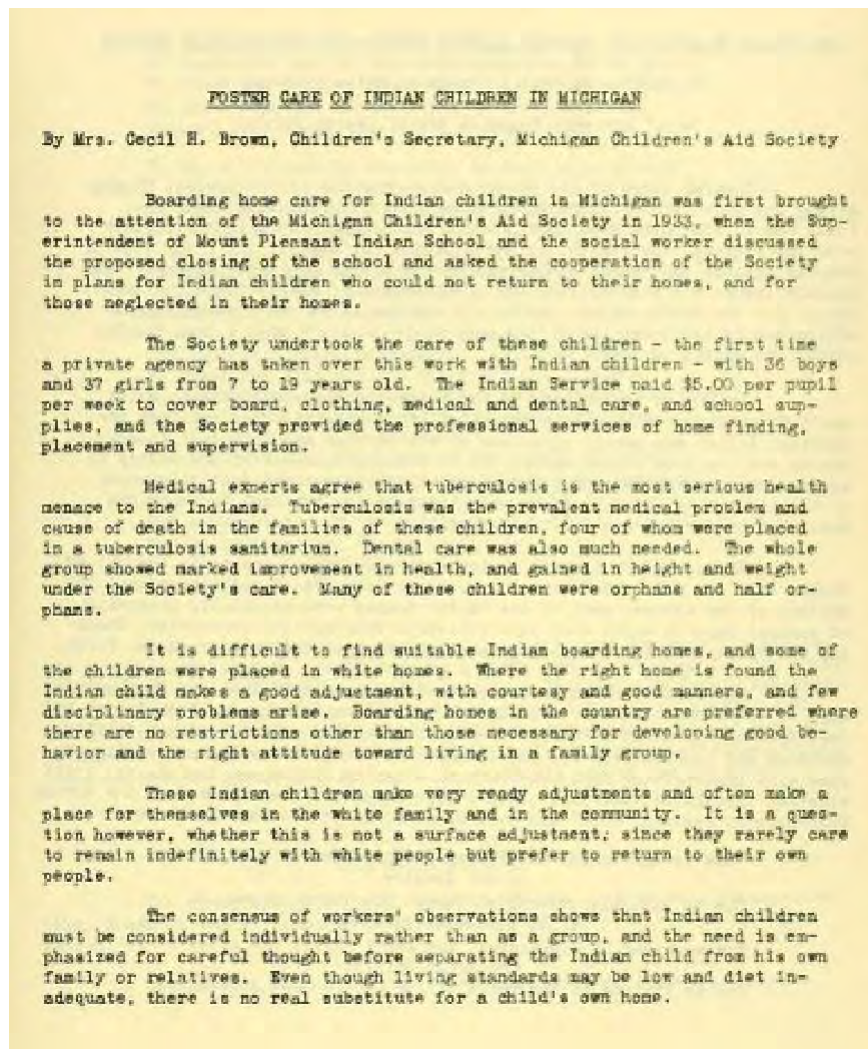 FOSTER CARE OF INDIAN CHILDREN IN MICHIGAN
By Mrs. Cecil H. Brown, Children's Secretary, Michigan Children's Aid Society
Boarding home care for Indian children in Michigan was first brought
to the attention of the Michigan Children's Aid Society in 1933, when the Sup-
erintendent of Mount Pleasant Indian School and the social worker discussed
the proposed closing of the school and asked the cooperation of the Society
in plans for Indian children who could not return to their homes, and for
those neglected in their homes.
The Society undertook the care of these children - the first time
a private agency has taken over this work with Indian children - with 36 boys
and 37 girls from 7 to 19 years old. The Indian Service paid $5.00 per pupil
per week to cover board, clothing, medical and dental care, and school sup-
plies, and the Society provided the professional services of home finding,
placement and supervision.
Medical experts agree that tuberculosis is the most serious health
menace to the Indians. Tuberculosis was the prevalent medical problem and
cause of death in the families of these children, four of whom were placed
in a tuberculosis sanitarium. Dental care was also much needed. The whole
group showed marked improvement in health, and gained in height and weight
under the Society's care. Many of these children were orphans and half or-
phans.
It is difficult to find suitable Indian boarding homes, and some of
the children were placed in white homes. Where the right home is found the
Indian child makes a good adjustment, with courtesy and good manners, and few
disciplinary problems arise. Boarding homes in the country are preferred where
there are no restrictions other than those necessary for developing good be-
havior and the right attitude toward living in a family group.
These Indian children make very ready adjustments and often make a
place for themselves in the white family and in the community. It is a ques-
tion however, whether this is not a surface adjustment; since they rarely care
to remain indefinitely with white people but prefer to return to their own
people.
The consensus of workers' observations shows that Indian children
must be considered individually rather than as a group, and the need is em-
phasized for careful thought before separating the Indian child from his own
family or relatives. Even though living standards may be low and diet in-
adequate, there is no real substitute for a child's own home.